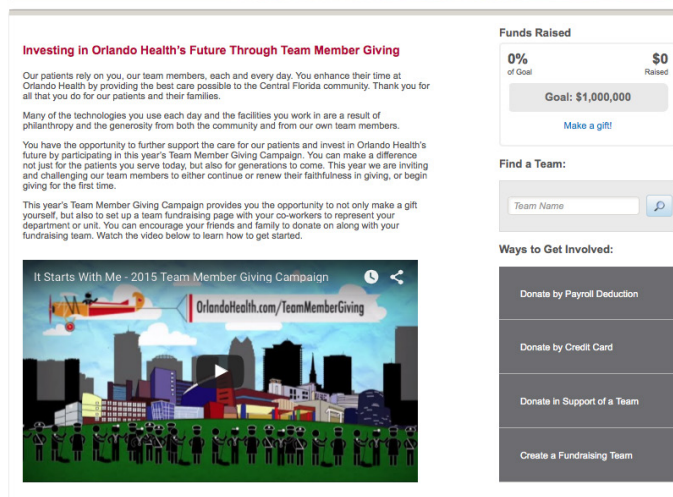 Investing in Orlando Health's Future Through Team Member Giving
Our patients rely on you, our team members, each and every day. You enhance their time at
Orlando Health by providing the best care possible to the Central Florida community. Thank you for
all that you do for our patients and their families.
Many of the technologies you use each day and the facilities you work in are a result of
philanthropy and the generosity from both the community and from our own team members.
You have the opportunity to further support the care for our patients and invest in Orlando Health's
future by participating in this year's Team Member Giving Campaign. You can make a difference
not just for the patients you serve today, but also for generations to come. This year we are inviting
and challenging our team members to either continue or renew their faithfulness in giving, or begin
giving for the first time.
This year's Team Member Giving Campaign provides you the opportunity to not only make a gift
yourself, but also to set up a team fundraising page with your co-workers to represent your
department or unit. You can encourage your friends and family to donate on along with your
fundraising team. Watch the video below to learn how to get started.
It Starts With Me - 2015 Team Member Giving Campaign
OrlandoHealth.com/TeamMemberGiving
Funds Raised
0% $0
of Goal Raised
Goal: $1,000,000
Make a gift!
Find a Team:
Team Name
Ways to Get Involved:
Donate by Payroll Deduction
Donate by Credit Card
Donate in Support of a Team
Create a Fundraising Team